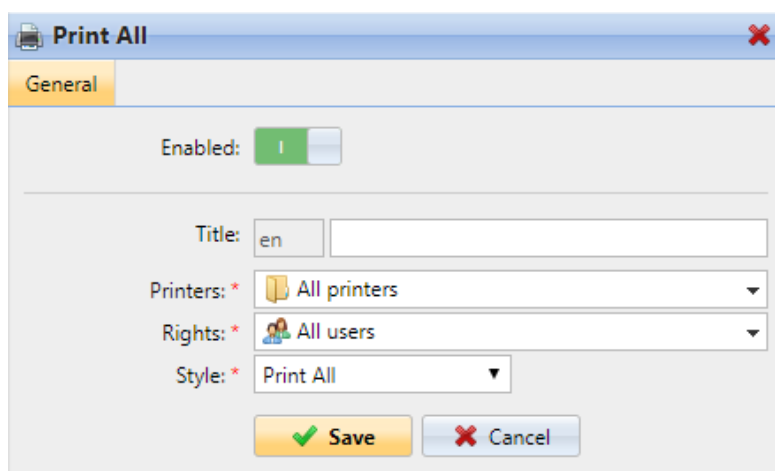 Print All
General
Enabled: I
Title: en
Printers: * All printers
Rights: * All users
Style: * Print All
Save Cancel